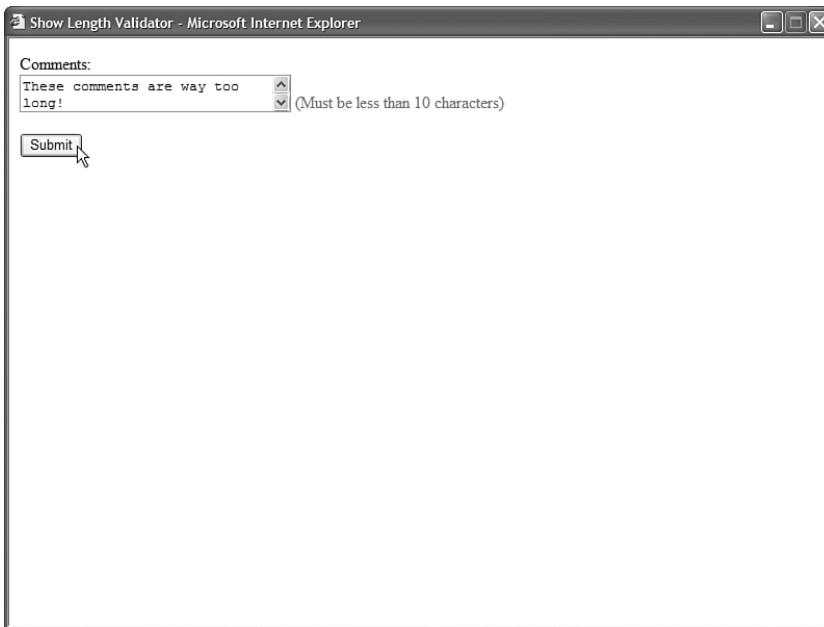 Show Length Validator - Microsoft Internet Explorer
Comments:
These comments are way too
long!
(Must be less than 10 characters)
Submit